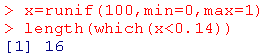 > x=runif(100,min=0,max=1)
> length(which(x<0.14))
[1] 16